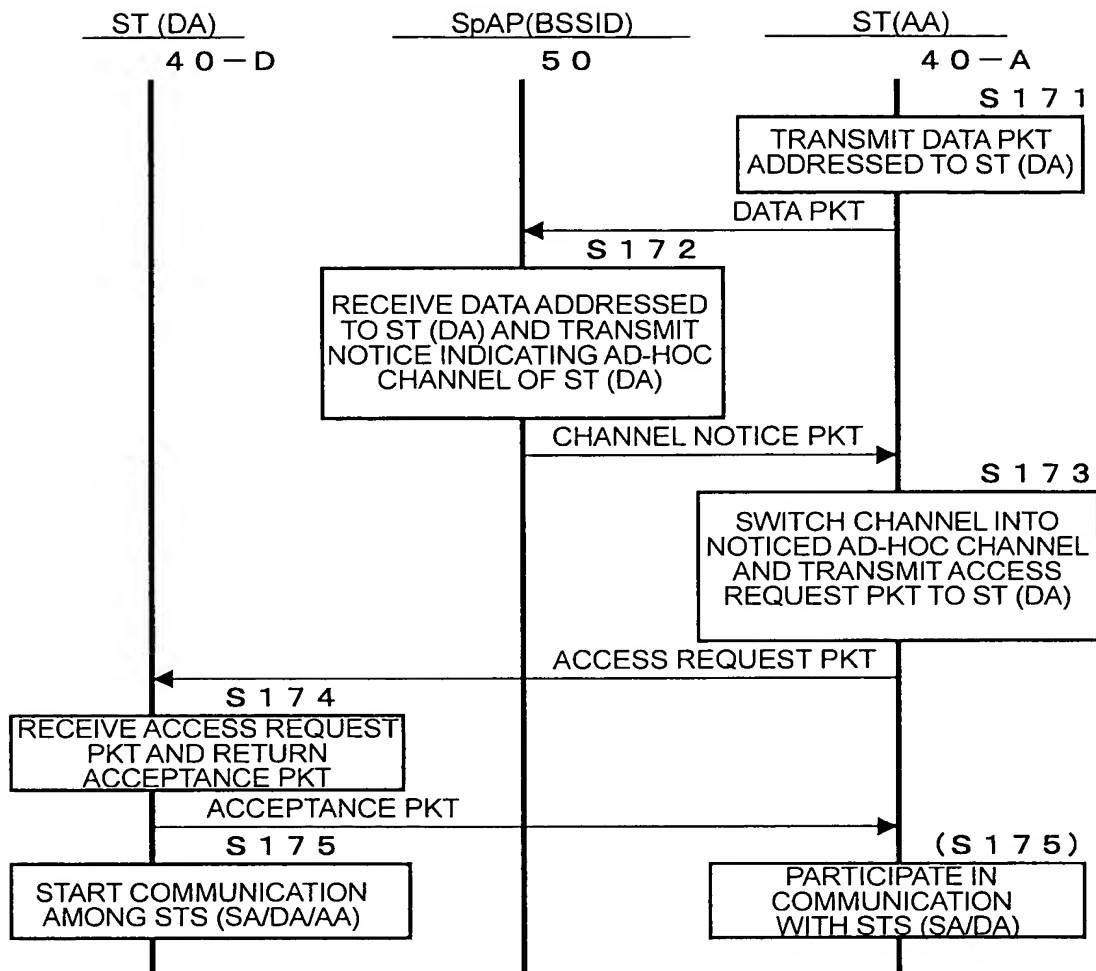 ST (DA)
SpAP(BSSID)
ST(AA)
40-D
50
40-A
S171
TRANSMIT DATA PKT
ADDRESSED TO ST (DA)
DATA PKT
S172
RECEIVE DATA ADDRESSED
TO ST (DA) AND TRANSMIT
NOTICE INDICATING AD-HOC
CHANNEL OF ST (DA)
CHANNEL NOTICE PKT
S173
SWITCH CHANNEL INTO
NOTICED AD-HOC CHANNEL
AND TRANSMIT ACCESS
REQUEST PKT TO ST (DA)
ACCESS REQUEST PKT
S174
RECEIVE ACCESS REQUEST
PKT AND RETURN
ACCEPTANCE PKT
ACCEPTANCE PKT
S175
START COMMUNICATION
AMONG STS (SA/DA/AA)
(S175)
PARTICIPATE IN
COMMUNICATION
WITH STS (SA/DA)